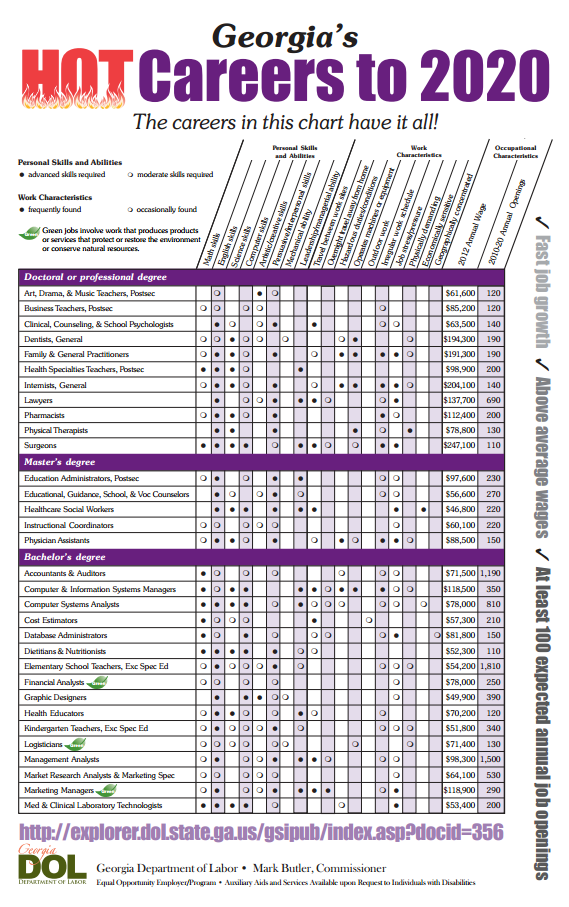 Georgia's
HOT Careers to 2020
The careers in this chart have it all!
Personal Skills and Abilities
● advanced skills required ❍ moderate skills required
Work Characteristics
● frequently found ❍ occasionally found
Green Green jobs involve work that produces products
or services that protect or restore the environment
or conserve natural resources.
Personal Skills
and Abilities
Work
Characteristics
Occupational
Characteristics
Math skills
English skills
Science skills
Computer skills
Artistic/creative skills
Persuasive/interpersonal skills
Mechanical ability
Leadership/managerial ability
Travel between work sites
Overnight travel away from home
Hazardous duties/conditions
Operates machines or equipment
Outdoor work
Irregular work schedule
Job stress/pressure
Physically demanding
Economically sensitive
Geographically concentrated
2012 Annual Wage
2010-20 Annual Openings
Doctoral or professional degree
Art, Drama, & Music Teachers, Postsec $61,600 120
Business Teachers, Postsec $85,200 120
Clinical, Counseling, & School Psychologists $63,500 140
Dentists, General $194,300 190
Family & General Practitioners $191,300 190
Health Specialties Teachers, Postsec $98,900 200
Internists, General $204,100 140
Lawyers $137,700 690
Pharmacists $112,400 200
Physical Therapists $78,800 130
Surgeons $247,100 110
Master's degree
Education Administrators, Postsec $97,600 230
Educational, Guidance, School, & Voc Counselors $56,600 270
Healthcare Social Workers $46,800 220
Instructional Coordinators $60,100 220
Physician Assistants $88,500 150
Bachelor's degree
Accountants & Auditors $71,500 1,190
Computer & Information Systems Managers $118,500 350
Computer Systems Analysts $78,000 810
Cost Estimators $57,300 210
Database Administrators $81,800 150
Dietitians & Nutritionists $52,300 110
Elementary School Teachers, Exc Spec Ed $54,200 1,810
Financial Analysts Green $78,000 250
Graphic Designers $49,900 390
Health Educators $70,200 120
Kindergarten Teachers, Exc Spec Ed $51,800 340
Logisticians Green $71,400 130
Management Analysts $98,300 1,500
Market Research Analysts & Marketing Spec $64,100 530
Marketing Managers Green $118,900 290
Med & Clinical Laboratory Technologists $53,400 200
✓ Fast job growth ✓ Above average wages ✓ At least 100 expected annual job openings
http://explorer.dol.state.ga.us/gsipub/index.asp?docid=356
Georgia
DOL
DEPARTMENT OF LABOR
Georgia Department of Labor • Mark Butler, Commissioner
Equal Opportunity Employer/Program • Auxiliary Aids and Services Available upon Request to Individuals with Disabilities